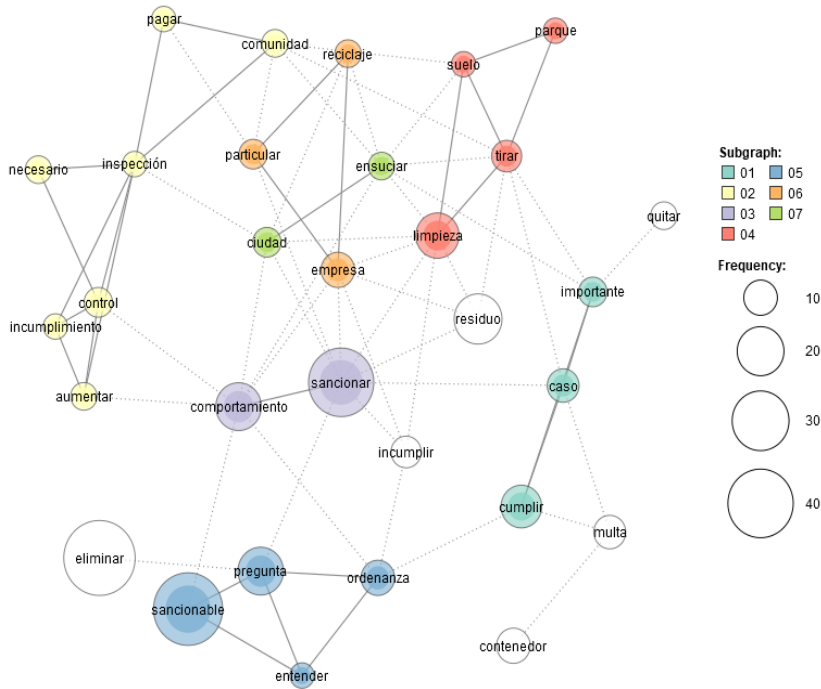 pagar
comunidad
reciclaje
suelo
parque
necesario
inspección
particular
ensuciar
tirar
Subgraph:
01
05
02
06
03
07
04
quitar
ciudad
limpieza
empresa
Frequency:
importante
10
control
residuo
incumplimiento
20
sancionar
caso
aumentar
comportamiento
30
incumplir
cumplir
40
multa
eliminar
pregunta
ordenanza
sancionable
contenedor
entender